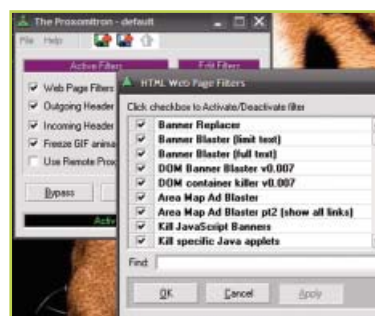 The Proxomitron - default
File Help
Active Filters
Edit Filters
Web Page Filters
Outgoing Header
Incoming Header
Freeze GIF anima
Use Remote Prox
Bypass
Activ
HTML Web Page Filters
Click checkbox to Activate/Deactivate filter
Banner Replacer
Banner Blaster (limit text)
Banner Blaster (full text)
DOM Banner Blaster v0.007
DOM container killer v0.007
Area Map Ad Blaster
Area Map Ad Blaster pt2 (show all links)
Kill JavaScript Banners
Kill specific Java applets
Find:
OK Cancel Apply